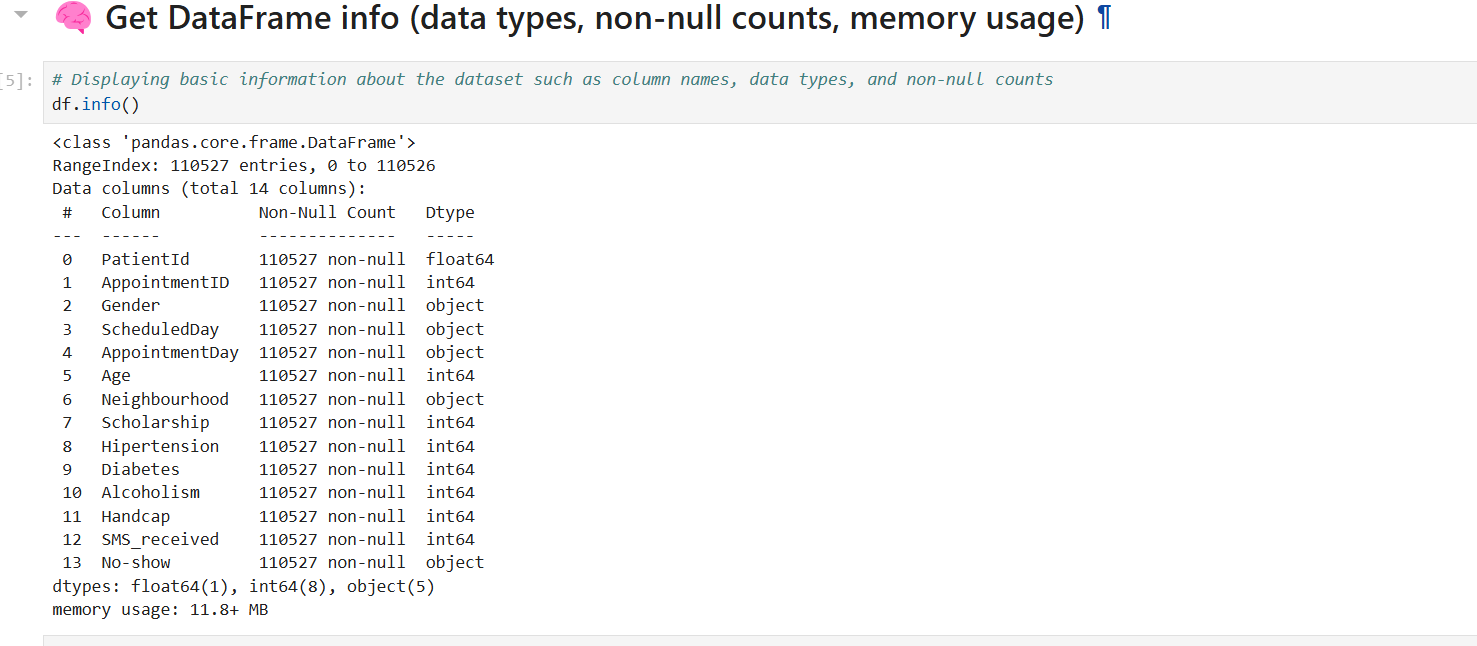 🧠 Get DataFrame info (data types, non-null counts, memory usage) ¶
[5]: # Displaying basic information about the dataset such as column names, data types, and non-null counts
df.info()
<class 'pandas.core.frame.DataFrame'>
RangeIndex: 110527 entries, 0 to 110526
Data columns (total 14 columns):
 #   Column          Non-Null Count   Dtype
---  ------          --------------   -----
 0   PatientId       110527 non-null  float64
 1   AppointmentID   110527 non-null  int64
 2   Gender          110527 non-null  object
 3   ScheduledDay    110527 non-null  object
 4   AppointmentDay  110527 non-null  object
 5   Age             110527 non-null  int64
 6   Neighbourhood   110527 non-null  object
 7   Scholarship     110527 non-null  int64
 8   Hipertension    110527 non-null  int64
 9   Diabetes        110527 non-null  int64
 10  Alcoholism      110527 non-null  int64
 11  Handcap         110527 non-null  int64
 12  SMS_received    110527 non-null  int64
 13  No-show         110527 non-null  object
dtypes: float64(1), int64(8), object(5)
memory usage: 11.8+ MB